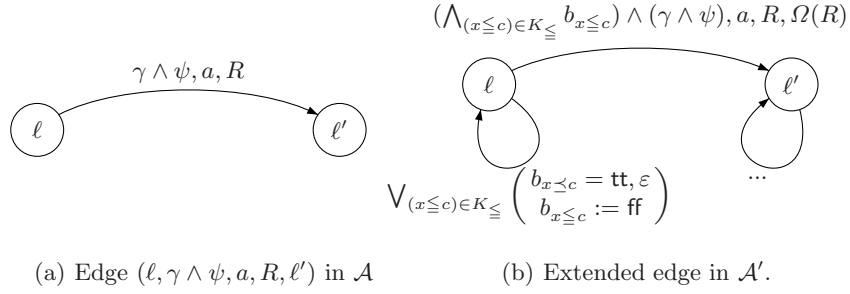 (⋀_{(x≦c)∈K_≦} b_{x≦c}) ∧ (γ ∧ ψ), a, R, Ω(R)
γ ∧ ψ, a, R
ℓ
ℓ′
ℓ
ℓ′
⋁_{(x≦c)∈K_≦} ( b_{x⪯c} = tt, ε
b_{x≦c} := ff )
...
(a) Edge (ℓ, γ ∧ ψ, a, R, ℓ′) in 𝒜
(b) Extended edge in 𝒜′.